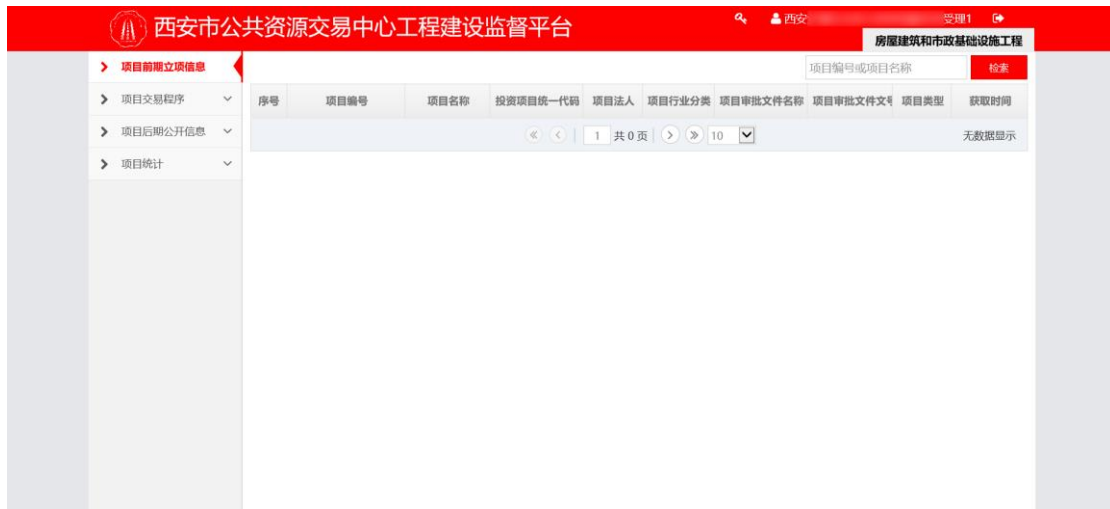 西安市公共资源交易中心工程建设监督平台
西安 受理1
房屋建筑和市政基础设施工程
项目前期立项信息
项目编号或项目名称 检索
项目交易程序
序号 项目编号 项目名称 投资项目统一代码 项目法人 项目行业分类 项目审批文件名称 项目审批文件文号 项目类型 获取时间
项目后期公开信息
1 共 0 页 10 无数据显示
项目统计